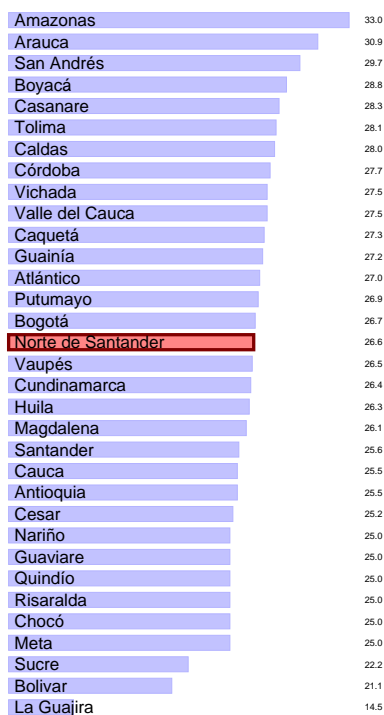 Amazonas 33.0
Arauca 30.9
San Andrés 29.7
Boyacá 28.8
Casanare 28.3
Tolima 28.1
Caldas 28.0
Córdoba 27.7
Vichada 27.5
Valle del Cauca 27.5
Caquetá 27.3
Guainía 27.2
Atlántico 27.0
Putumayo 26.9
Bogotá 26.7
Norte de Santander 26.6
Vaupés 26.5
Cundinamarca 26.4
Huila 26.3
Magdalena 26.1
Santander 25.6
Cauca 25.5
Antioquia 25.5
Cesar 25.2
Nariño 25.0
Guaviare 25.0
Quindío 25.0
Risaralda 25.0
Chocó 25.0
Meta 25.0
Sucre 22.2
Bolivar 21.1
La Guajira 14.5